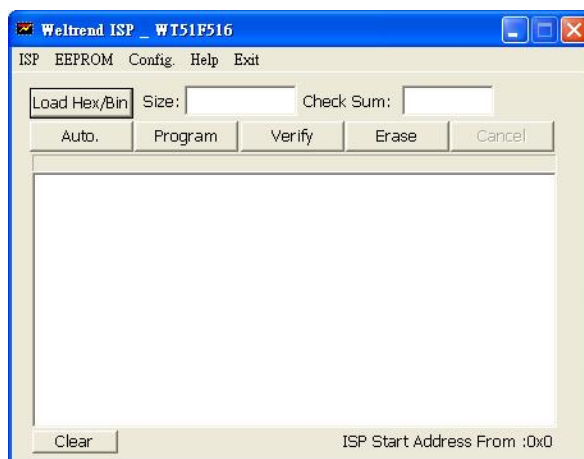 Weltrend ISP _ WT51F516
ISP EEPROM Config. Help Exit
Load Hex/Bin Size: Check Sum:
Auto. Program Verify Erase Cancel
Clear ISP Start Address From :0x0